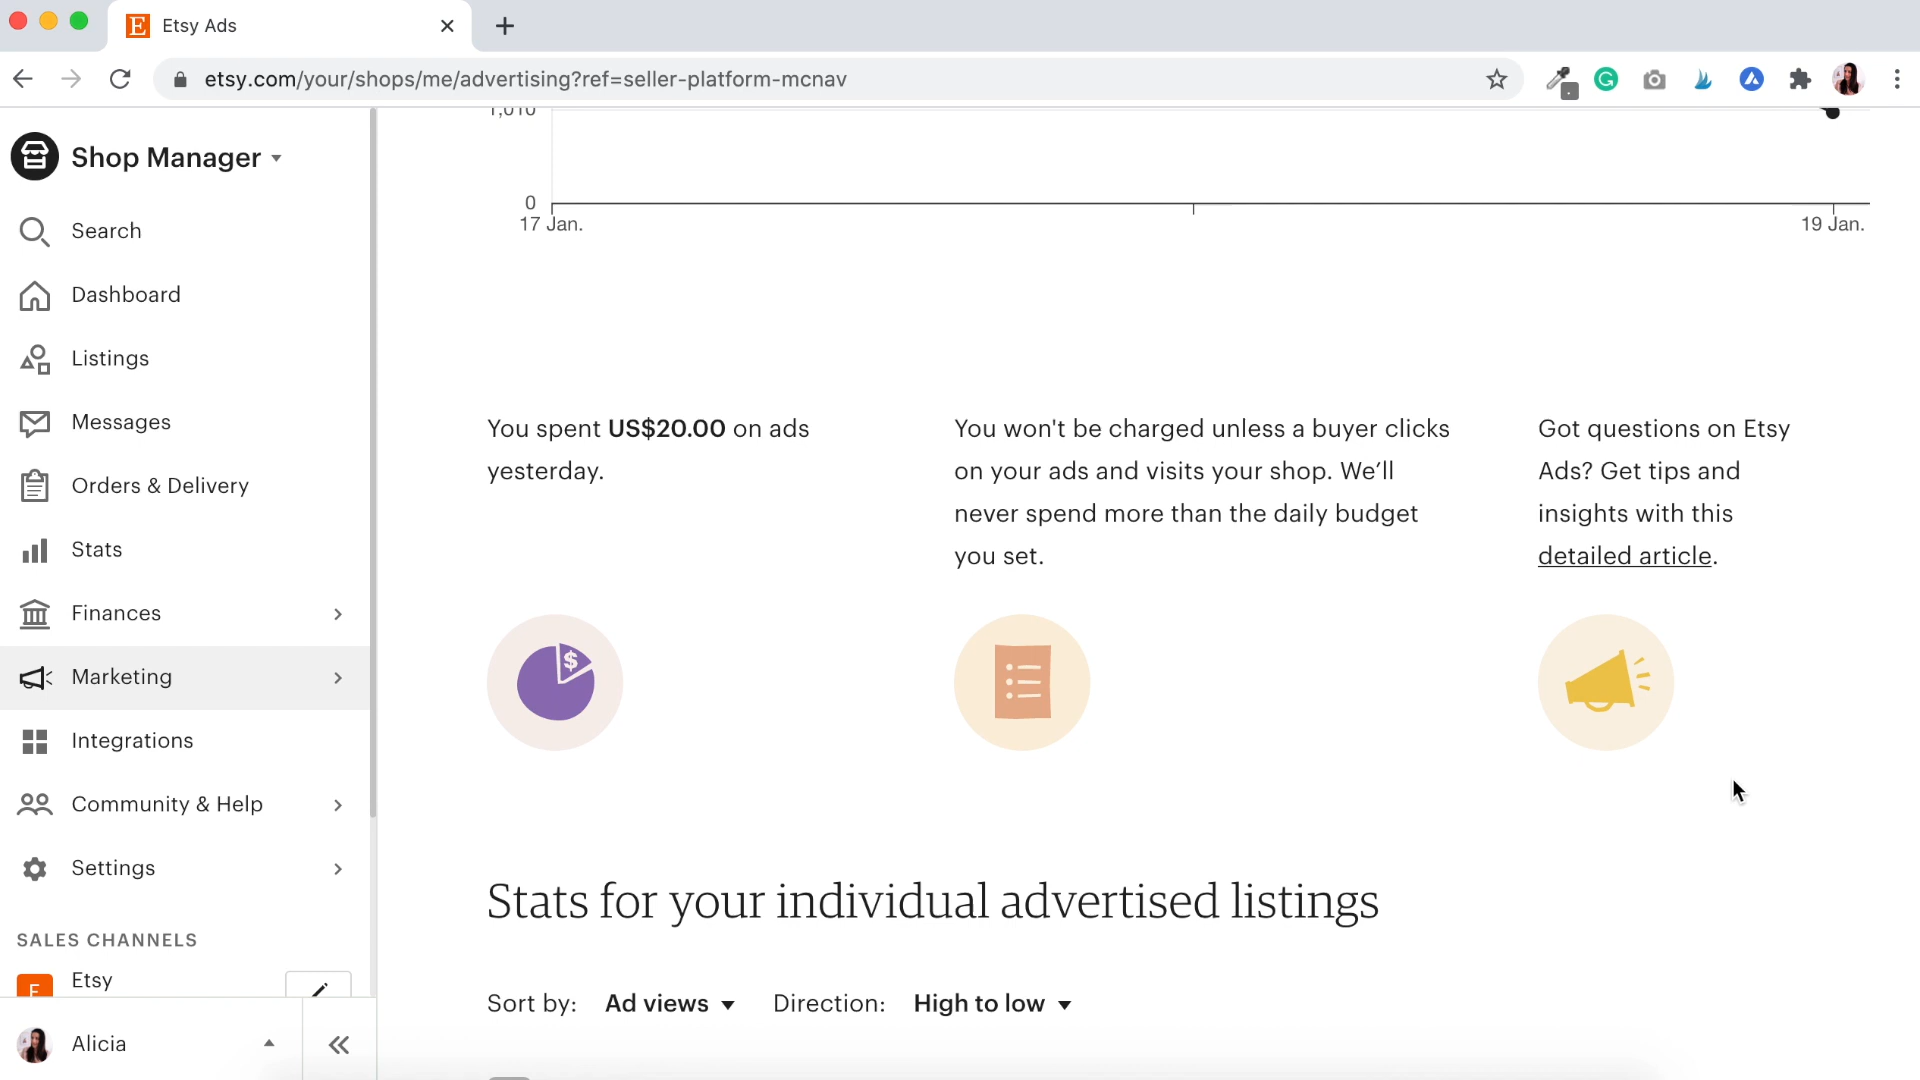 Etsy Ads
etsy.com/your/shops/me/advertising?ref=seller-platform-mcnav
Shop Manager
Search
Dashboard
Listings
Messages
Orders & Delivery
Stats
Finances
Marketing
Integrations
Community & Help
Settings
SALES CHANNELS
E
Etsy
Alicia
1,010
0
17 Jan.
19 Jan.
You spent US$20.00 on ads
yesterday.
$
You won't be charged unless a buyer clicks
on your ads and visits your shop. We’ll
never spend more than the daily budget
you set.
Got questions on Etsy
Ads? Get tips and
insights with this
detailed article.
Stats for your individual advertised listings
Sort by: Ad views Direction: High to low